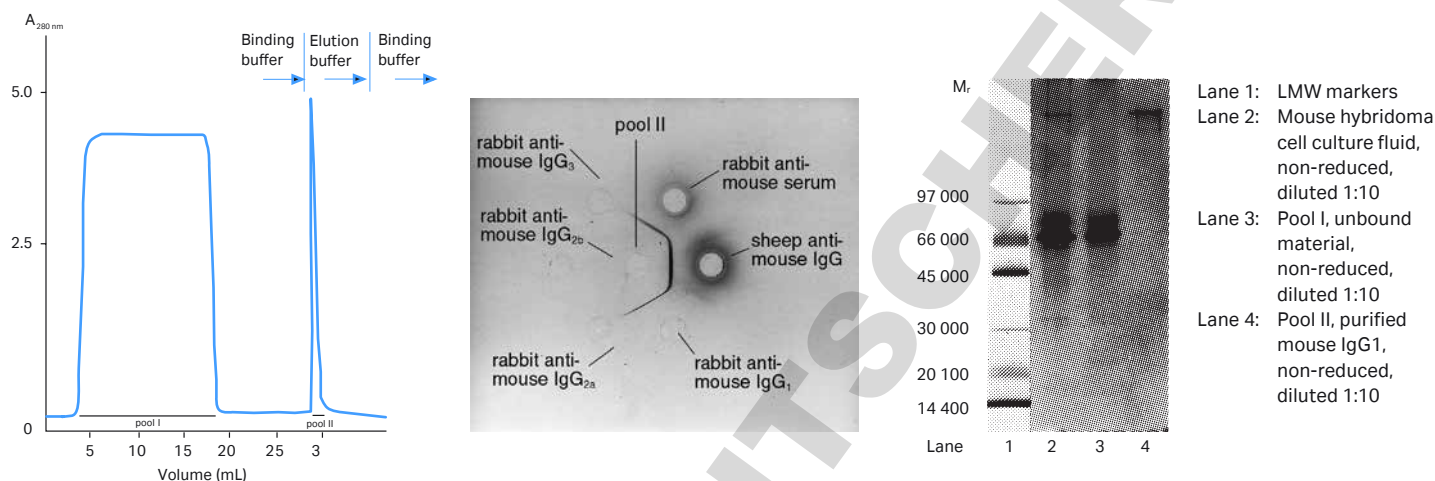 A280 nm
Binding
buffer
Elution
buffer
Binding
buffer
5.0
2.5
0
pool I
pool II
5 10 15 20 3
Volume (mL)
pool II
rabbit anti-
mouse IgG3
rabbit anti-
mouse serum
rabbit anti-
mouse IgG2b
sheep anti-
mouse IgG
rabbit anti-
mouse IgG2a
rabbit anti-
mouse IgG1
Mr
97 000
66 000
45 000
30 000
20 100
14 400
Lane 1 2 3 4
Lane 1: LMW markers
Lane 2: Mouse hybridoma
cell culture fluid,
non-reduced,
diluted 1:10
Lane 3: Pool I, unbound
material,
non-reduced,
diluted 1:10
Lane 4: Pool II, purified
mouse IgG1,
non-reduced,
diluted 1:10